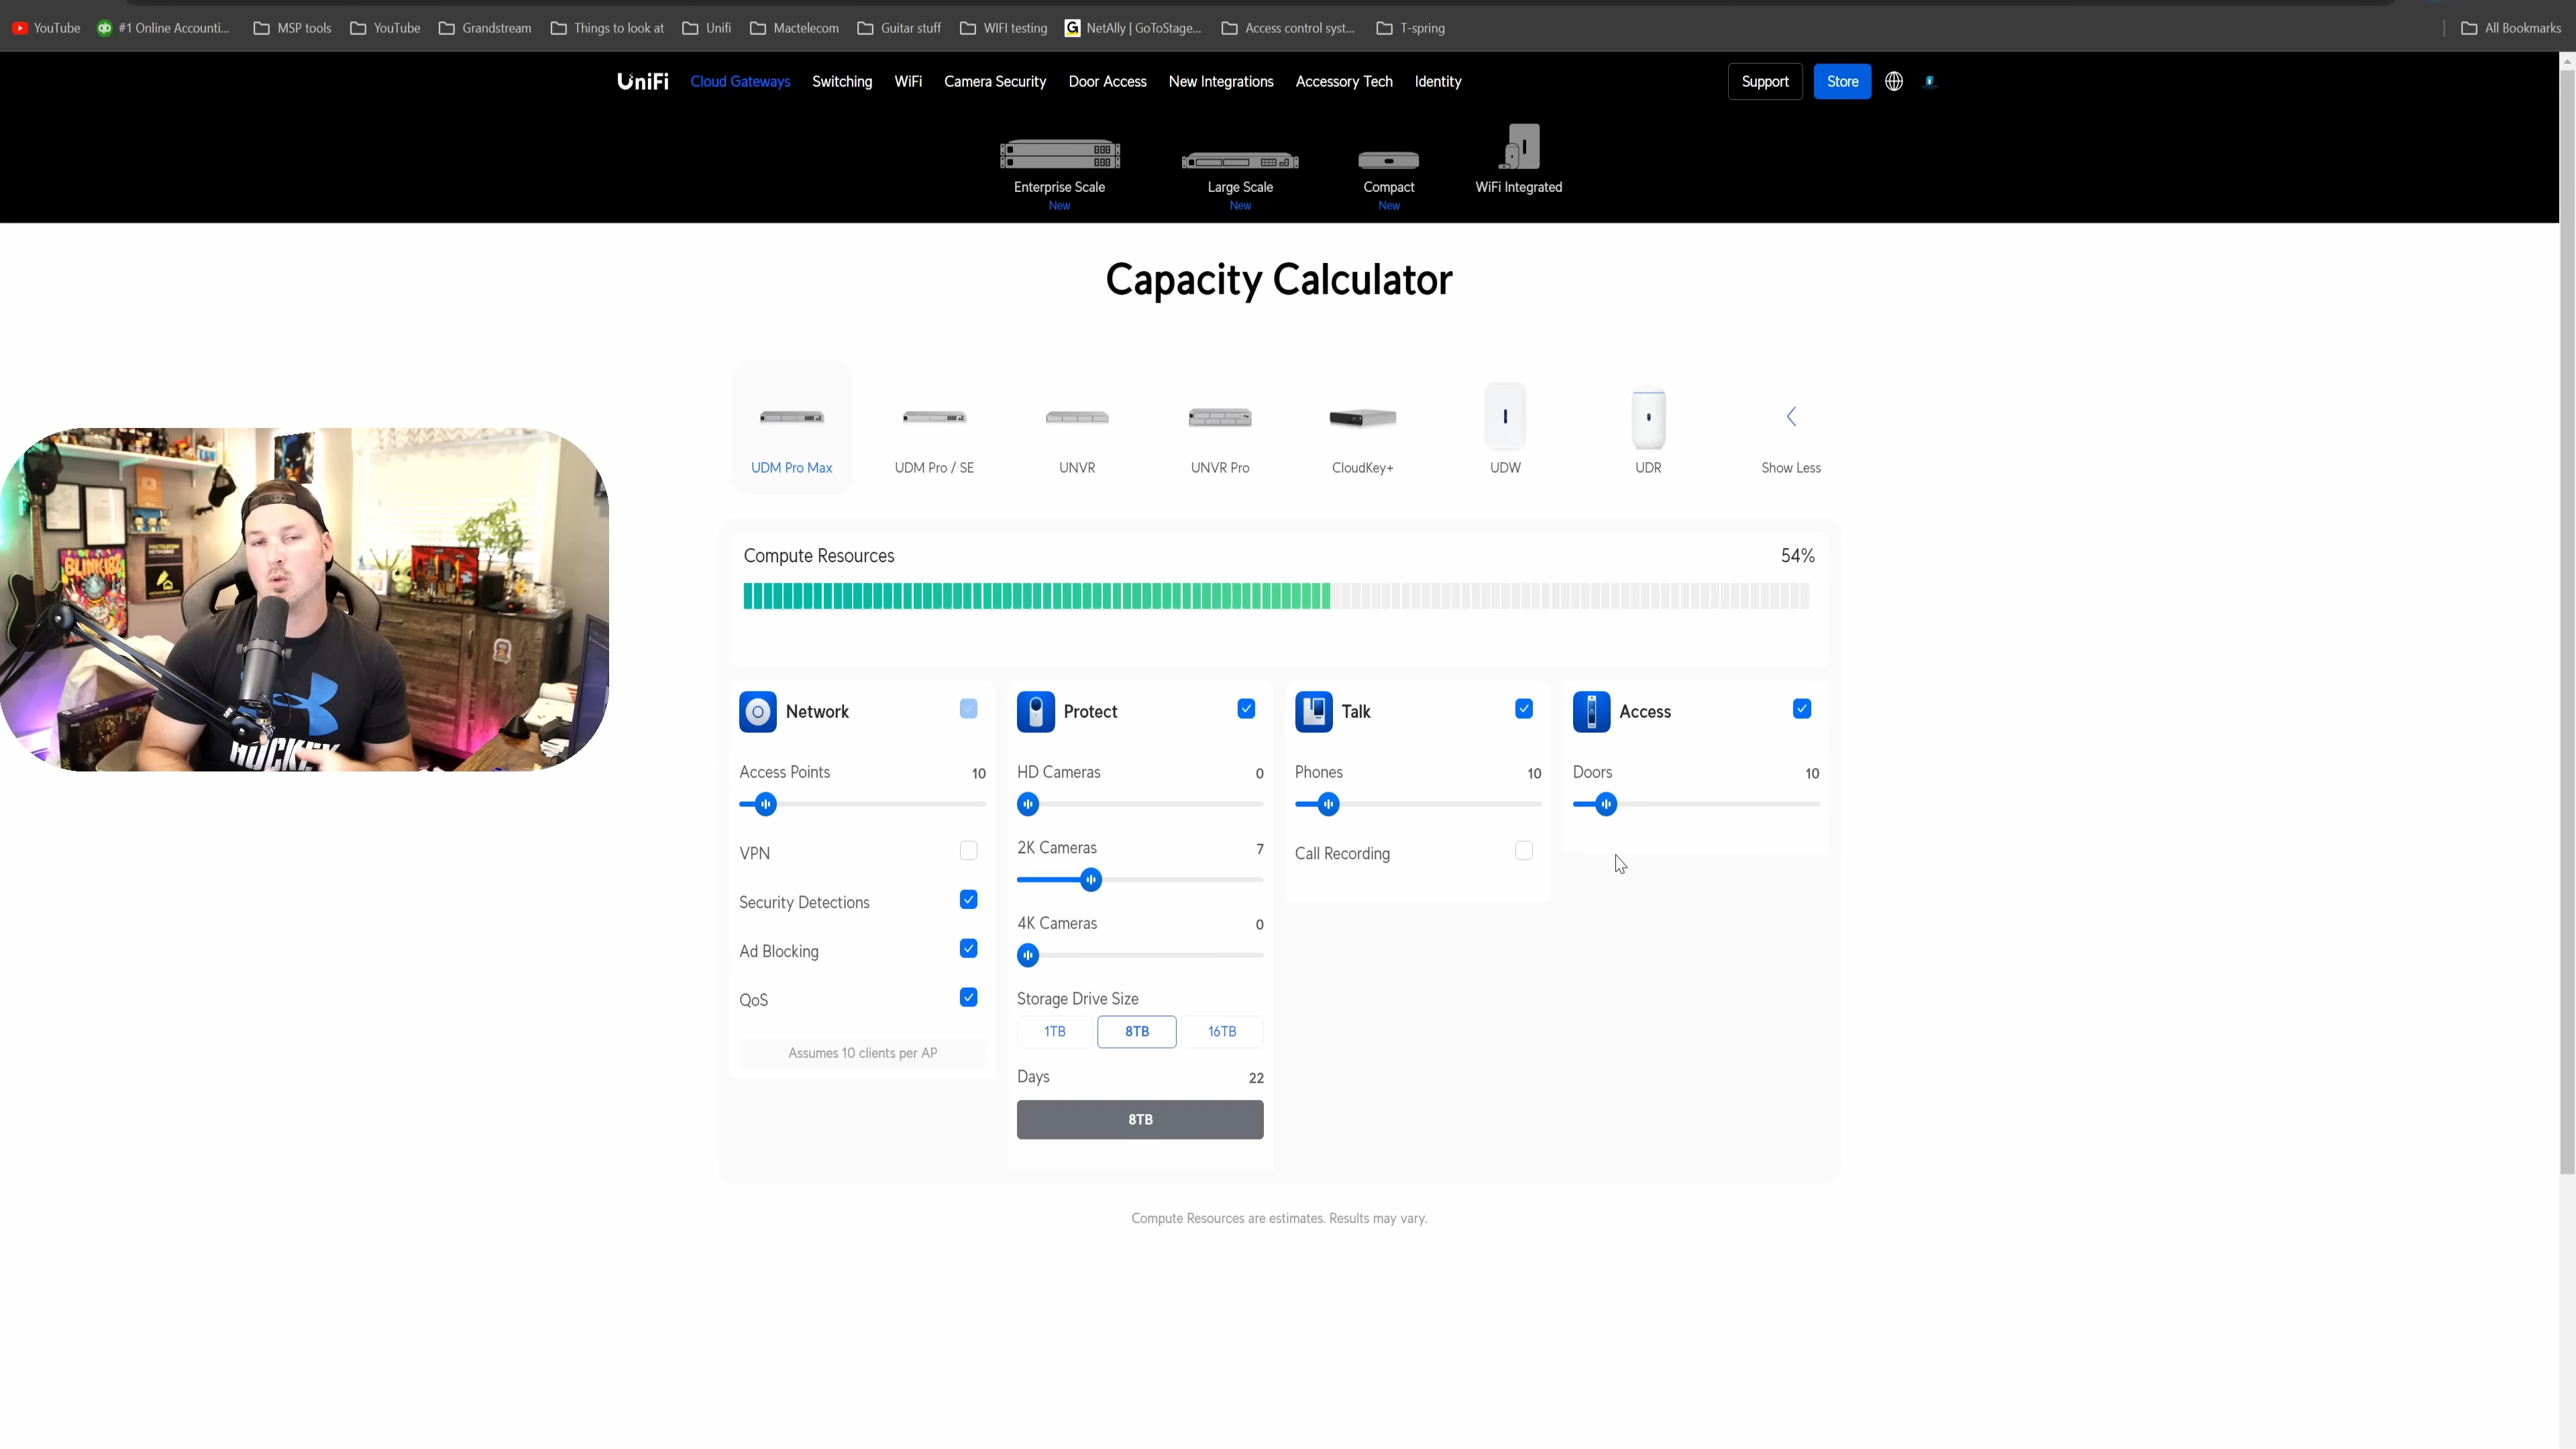 YouTube #1 Online Accounti... MSP tools YouTube Grandstream Things to look at Unifi Mactelecom Guitar stuff WIFI testing NetAlly | GoToStage... Access control syst... T-spring All Bookmarks
UniFi Cloud Gateways Switching WiFi Camera Security Door Access New Integrations Accessory Tech Identity Support Store
Enterprise Scale Large Scale Compact WiFi Integrated
New New New
Capacity Calculator
UDM Pro Max UDM Pro / SE UNVR UNVR Pro CloudKey+ UDW UDR Show Less
BLINK-182
HOCKEY
Compute Resources 54%
Network Protect Talk Access
Access Points 10 HD Cameras 0 Phones 10 Doors 10
VPN 2K Cameras 7 Call Recording
Security Detections
Ad Blocking 4K Cameras 0
QoS Storage Drive Size
1TB 8TB 16TB
Assumes 10 clients per AP
Days 22
8TB
Compute Resources are estimates. Results may vary.